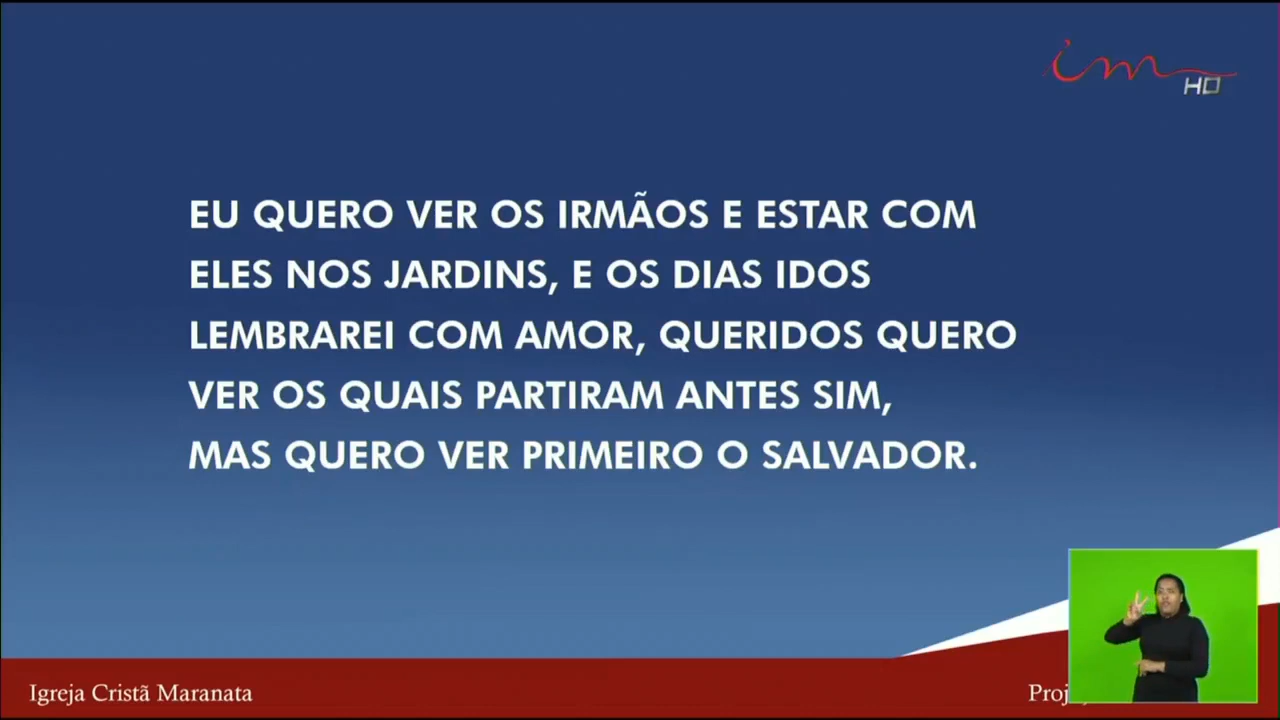 im
HD
EU QUERO VER OS IRMÃOS E ESTAR COM
ELES NOS JARDINS, E OS DIAS IDOS
LEMBRAREI COM AMOR, QUERIDOS QUERO
VER OS QUAIS PARTIRAM ANTES SIM,
MAS QUERO VER PRIMEIRO O SALVADOR.
Igreja Cristã Maranata